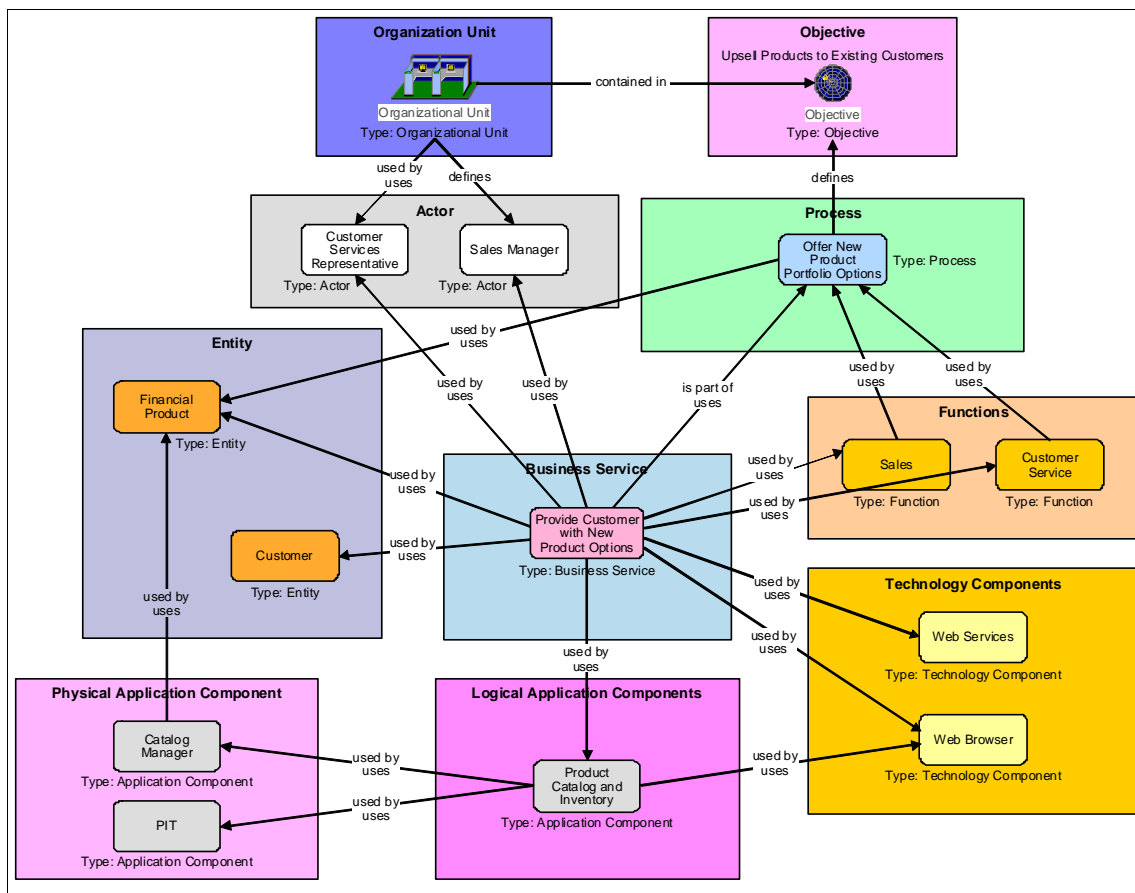 Organization Unit
Organizational Unit
Type: Organizational Unit
Objective
Upsell Products to Existing Customers
Objective
Type: Objective
contained in
used by
uses
defines
defines
Actor
Customer
Services
Representative
Type: Actor
Sales Manager
Type: Actor
Process
Offer New
Product
Portfolio Options
Type: Process
used by
uses
used by
uses
used by
uses
is part of
uses
used by
uses
used by
uses
Entity
Financial
Product
Type: Entity
Customer
Type: Entity
used by
uses
used by
uses
used by
uses
Business Service
Provide Customer
with New
Product Options
Type: Business Service
used by
uses
used by
uses
Functions
Sales
Type: Function
Customer
Service
Type: Function
used by
uses
used by
uses
used by
uses
Technology Components
Web Services
Type: Technology Component
Web Browser
Type: Technology Component
Physical Application Component
Catalog
Manager
Type: Application Component
PIT
Type: Application Component
used by
uses
used by
uses
Logical Application Components
Product
Catalog and
Inventory
Type: Application Component
used by
uses